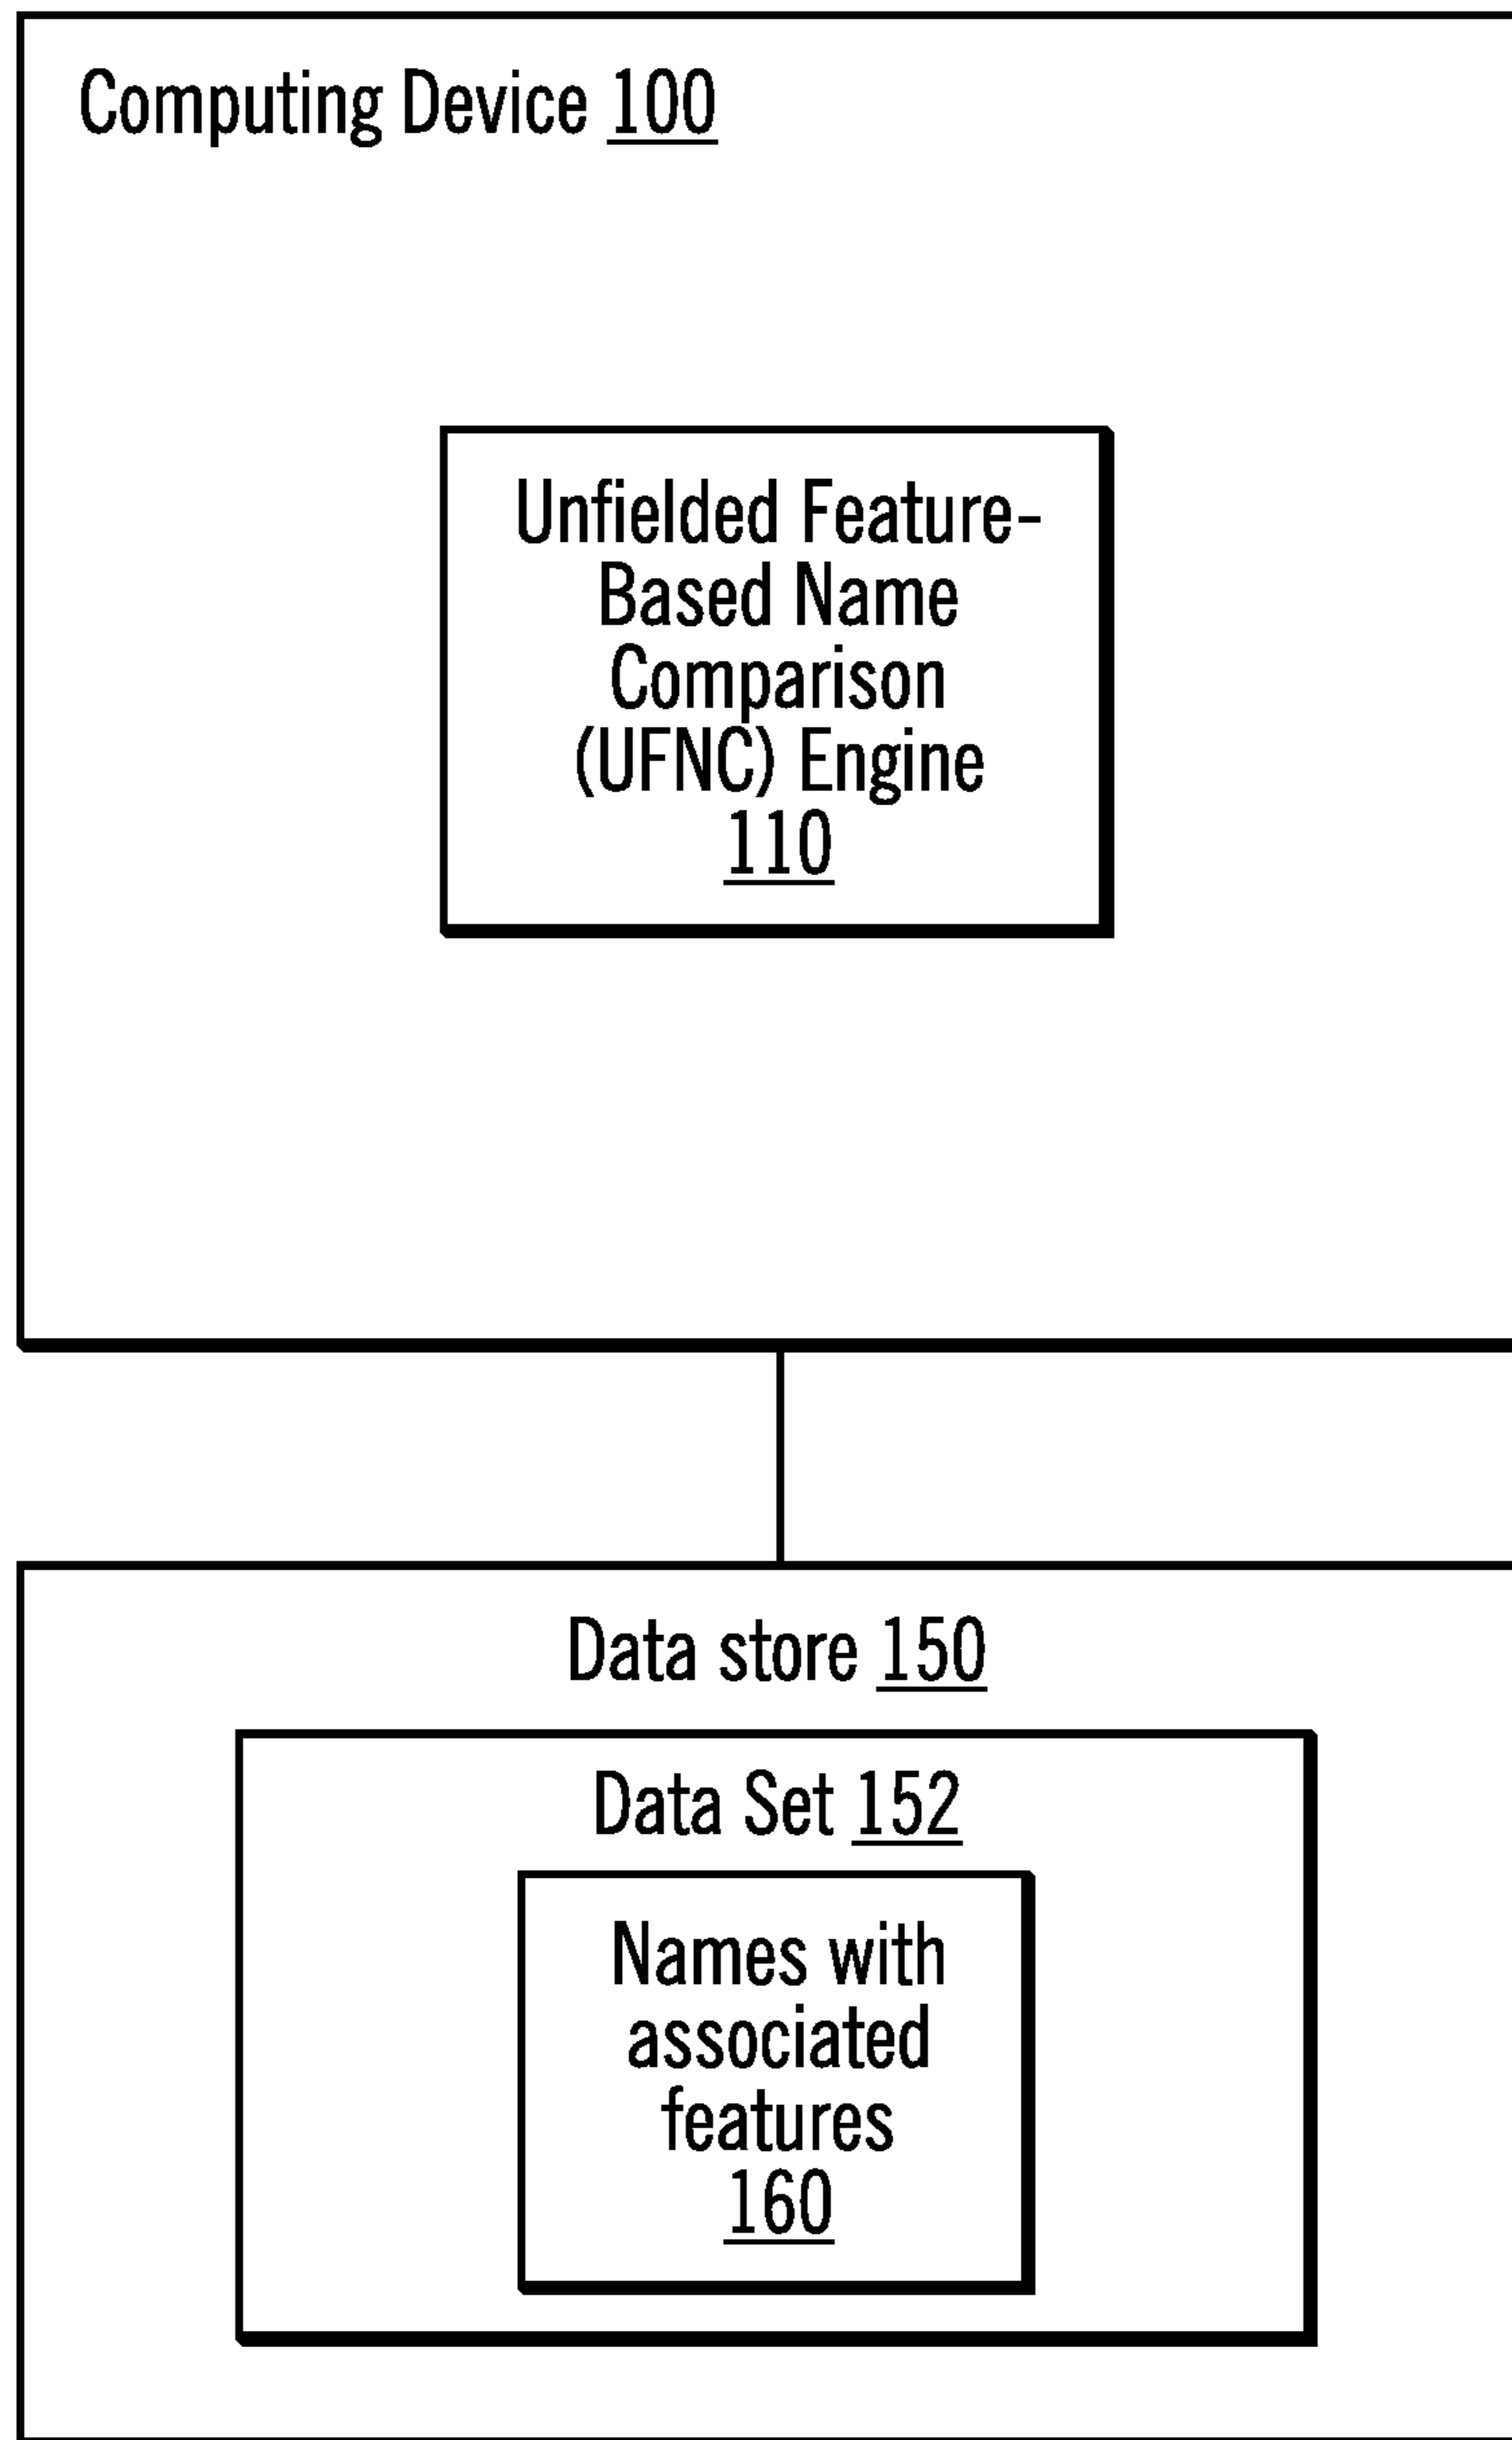 Computing Device 100
Unfielded Feature-
Based Name
Comparison
(UFNC) Engine
110
Data store 150
Data Set 152
Names with
associated
features
160